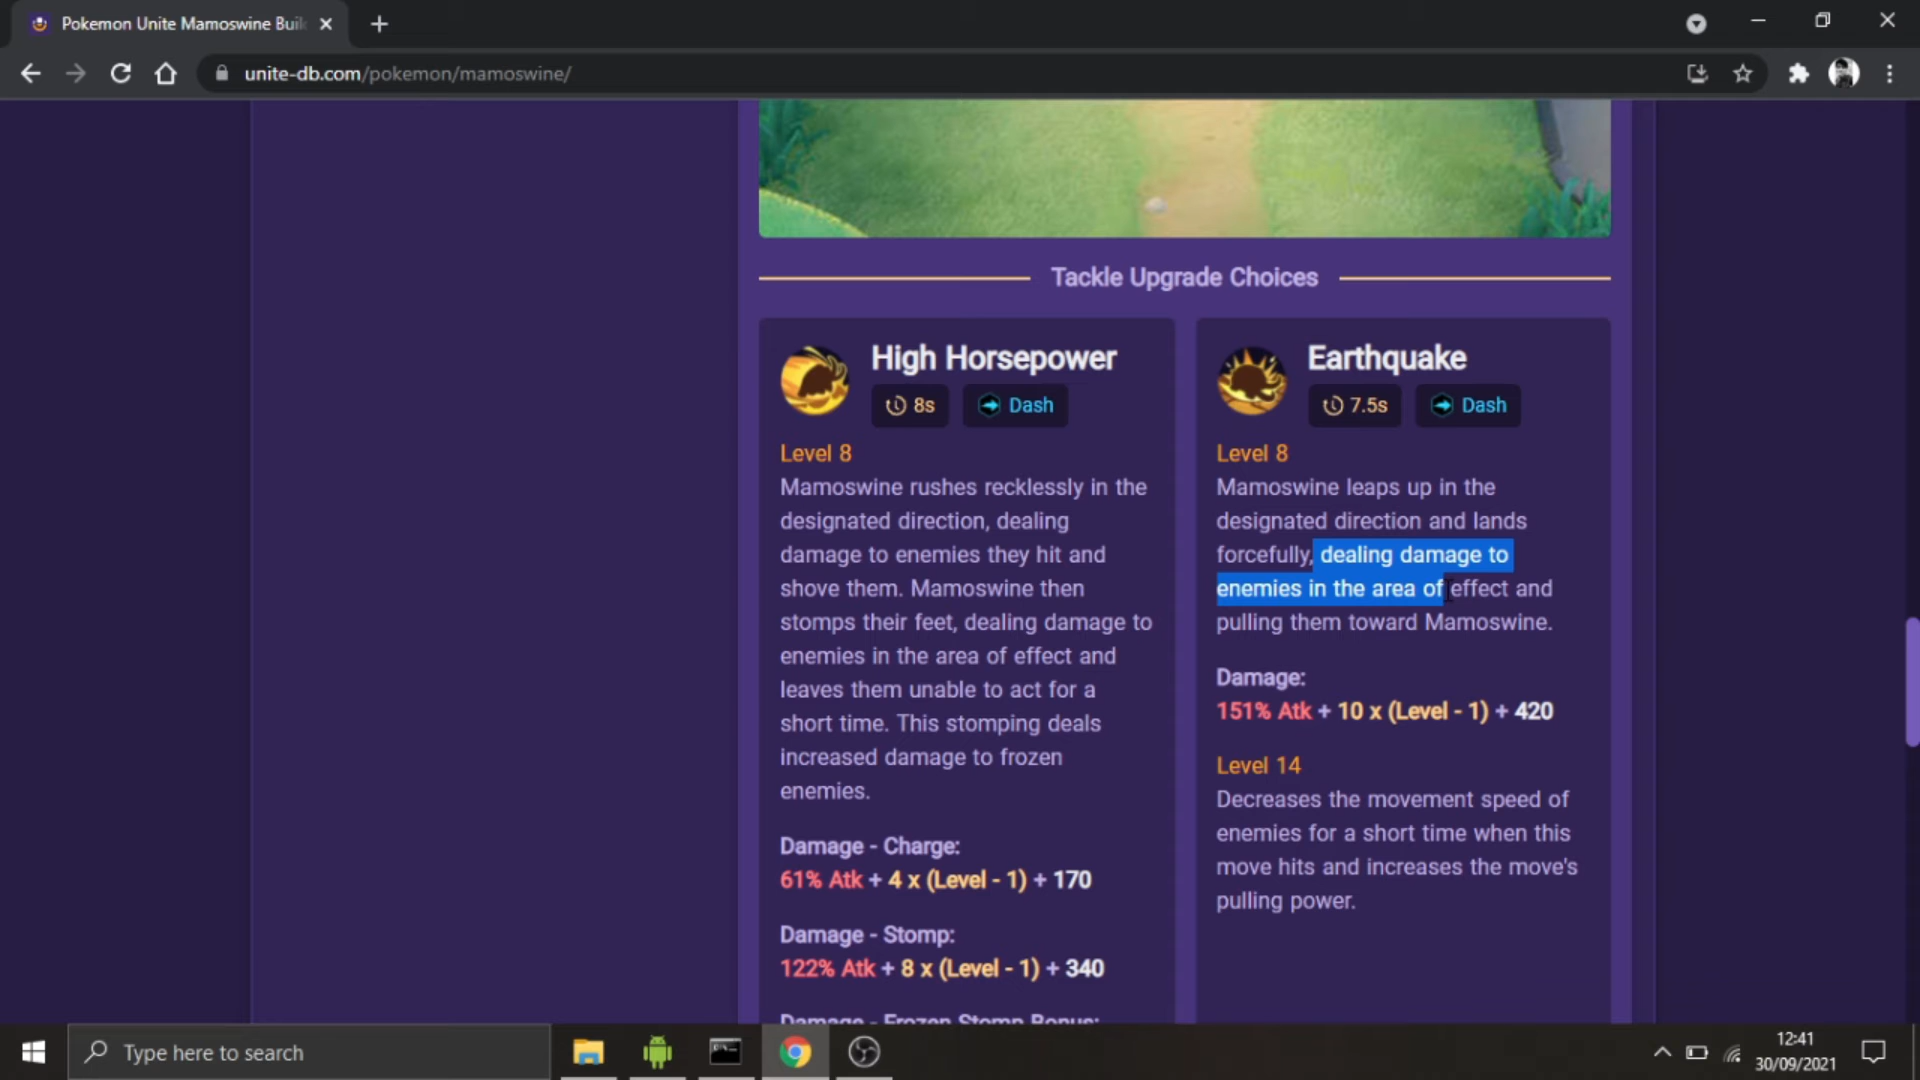 Pokemon Unite Mamoswine Buil
unite-db.com/pokemon/mamoswine/
Tackle Upgrade Choices
High Horsepower
8s
Dash
Level 8
Mamoswine rushes recklessly in the
designated direction, dealing
damage to enemies they hit and
shove them. Mamoswine then
stomps their feet, dealing damage to
enemies in the area of effect and
leaves them unable to act for a
short time. This stomping deals
increased damage to frozen
enemies.
Damage - Charge:
61% Atk + 4 x (Level - 1) + 170
Damage - Stomp:
122% Atk + 8 x (Level - 1) + 340
Damage - Frozen Stomp Bonus:
Earthquake
7.5s
Dash
Level 8
Mamoswine leaps up in the
designated direction and lands
forcefully, dealing damage to
enemies in the area of effect and
pulling them toward Mamoswine.
Damage:
151% Atk + 10 x (Level - 1) + 420
Level 14
Decreases the movement speed of
enemies for a short time when this
move hits and increases the move's
pulling power.
Type here to search
12:41
30/09/2021